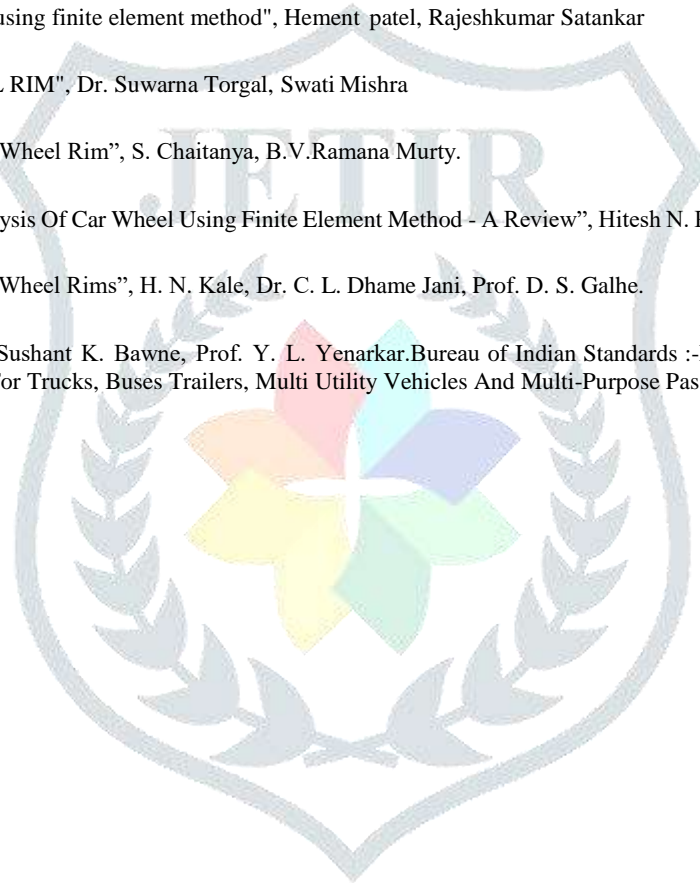 using finite element method", Hement patel, Rajeshkumar Satankar
RIM", Dr. Suwarna Torgal, Swati Mishra
JETIR
Wheel Rim”, S. Chaitanya, B.V.Ramana Murty.
ysis Of Car Wheel Using Finite Element Method - A Review”, Hitesh N.
Wheel Rims”, H. N. Kale, Dr. C. L. Dhame Jani, Prof. D. S. Galhe.
Sushant K. Bawne, Prof. Y. L. Yenarkar.Bureau of Indian Standards :-
For Trucks, Buses Trailers, Multi Utility Vehicles And Multi-Purpose Pas